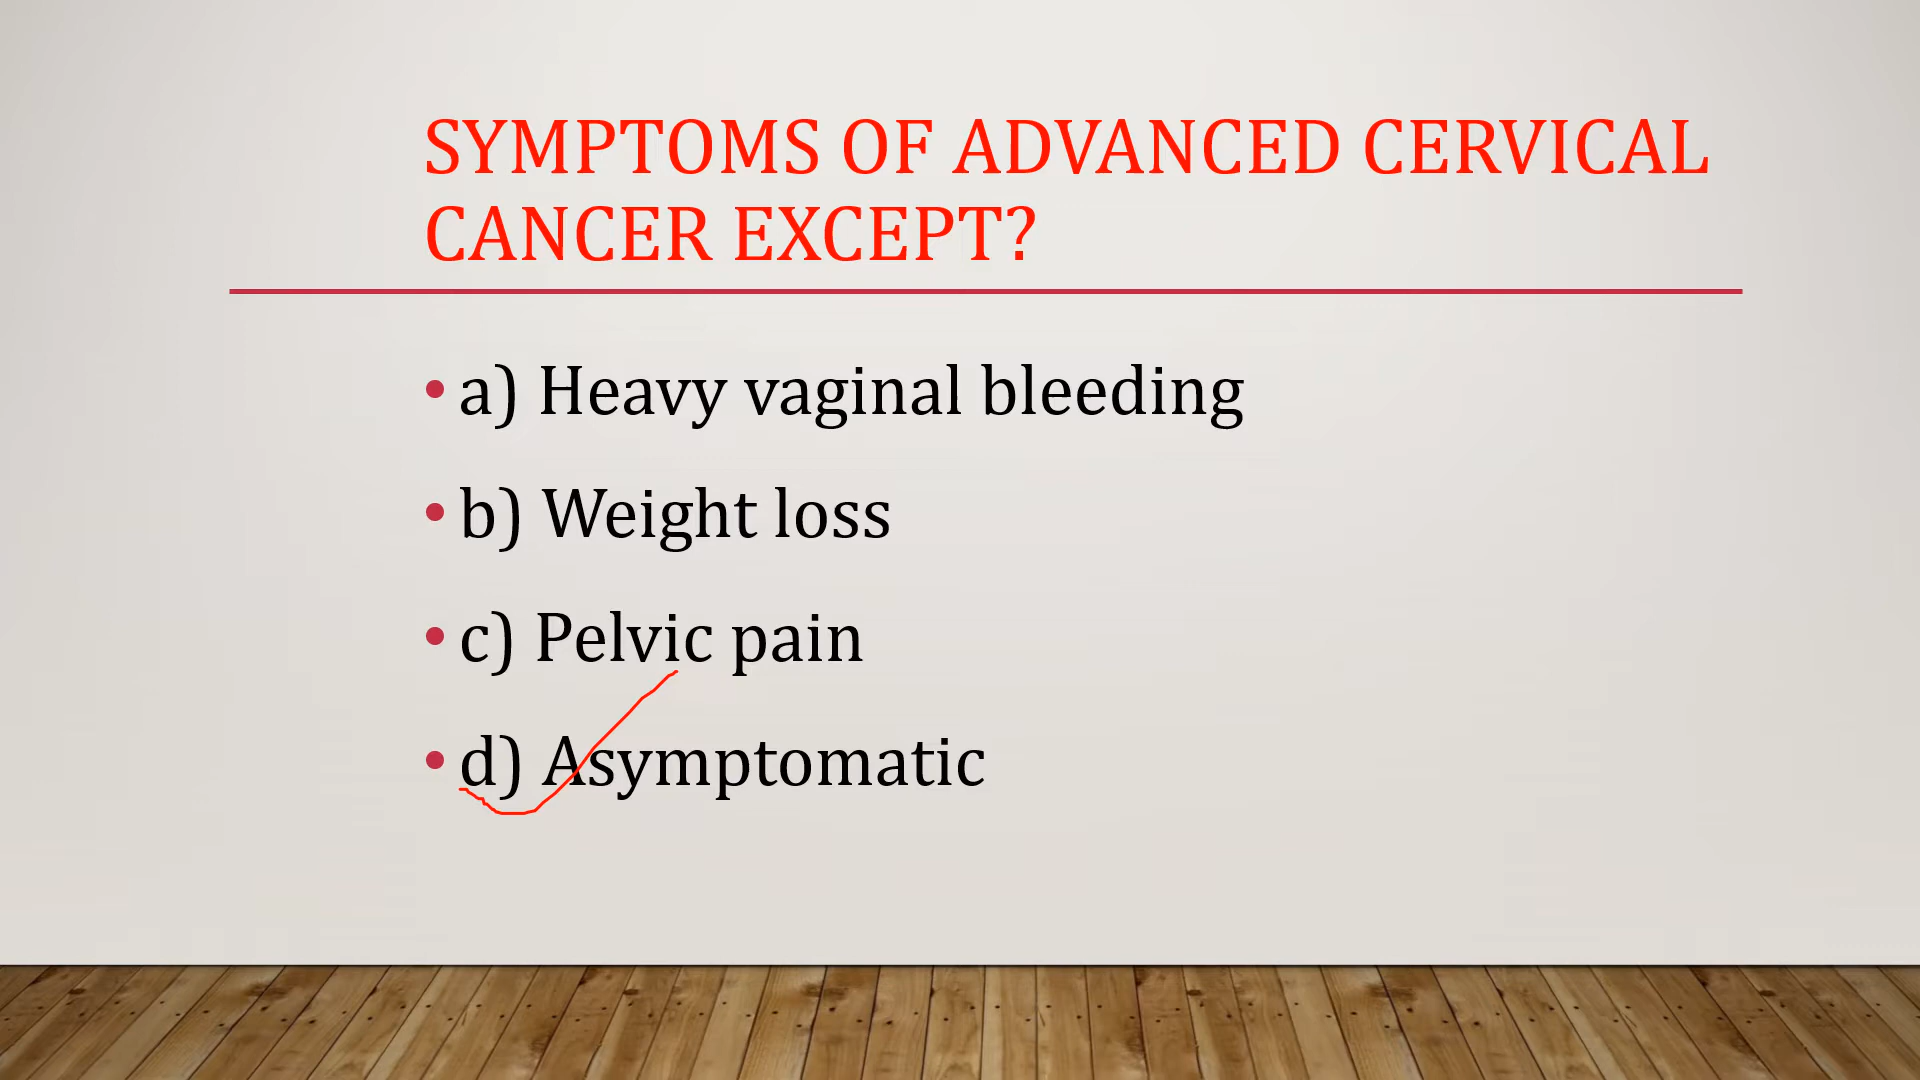 SYMPTOMS OF ADVANCED CERVICAL
CANCER EXCEPT?
• a) Heavy vaginal bleeding
• b) Weight loss
• c) Pelvic pain
• d) Asymptomatic